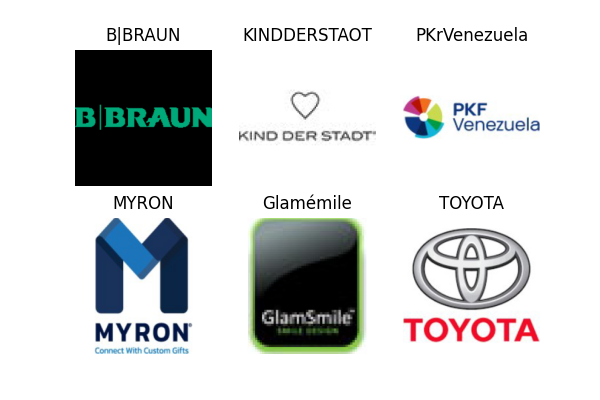 B|BRAUN KINDDERSTAOT PKrVenezuela
B|BRAUN
KIND DER STADT
PKF
Venezuela
MYRON Glamémile TOYOTA
MYRON®
Connect With Custom Gifts
GlamSmile™
SMILE DESIGN
TOYOTA